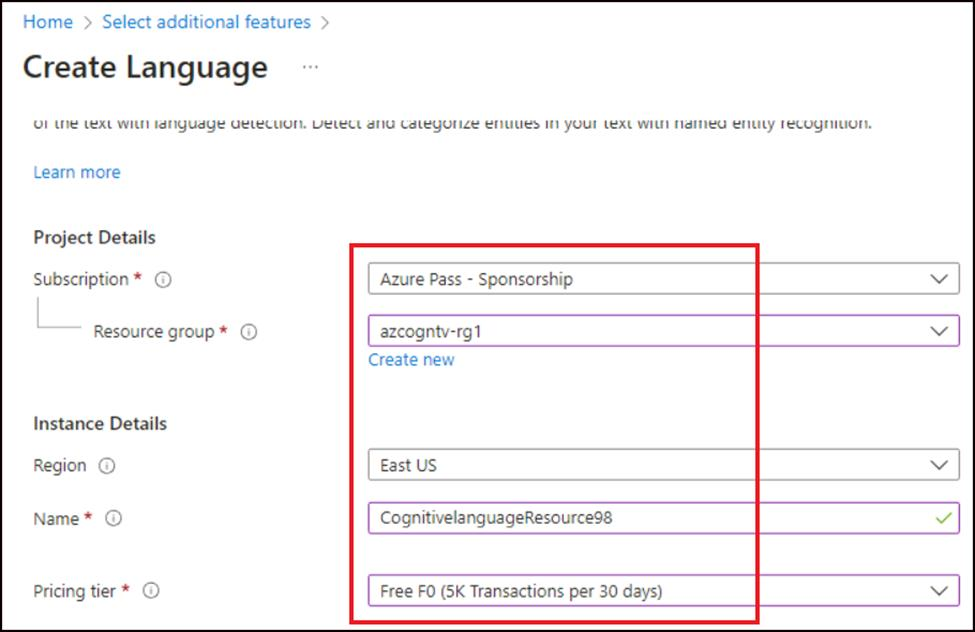 Home > Select additional features >
Create Language ...
of the text with language detection. Detect and categorize entities in your text with named entity recognition.
Learn more
Project Details
Subscription * Azure Pass - Sponsorship
Resource group * azcogntv-rg1
Create new
Instance Details
Region East US
Name * CognitivelanguageResource98
Pricing tier * Free F0 (5K Transactions per 30 days)